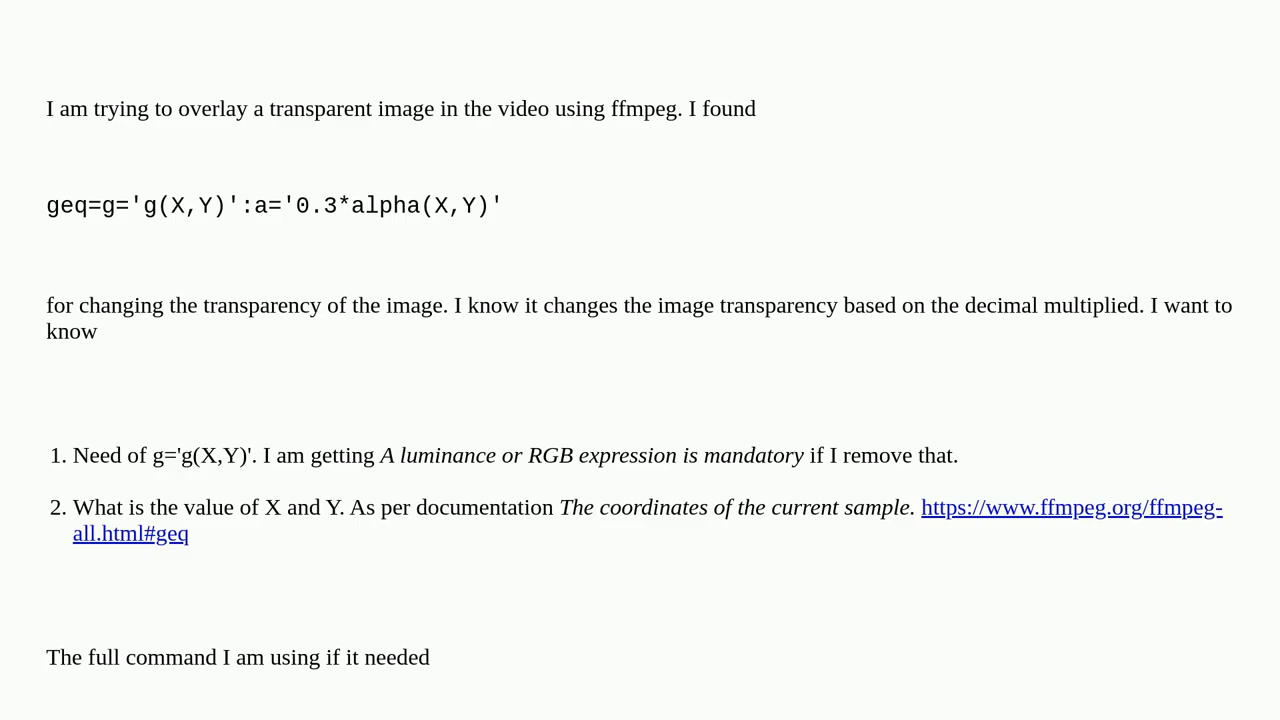 I am trying to overlay a transparent image in the video using ffmpeg. I found
geq=g='g(X,Y)':a='0.3*alpha(X,Y)'
for changing the transparency of the image. I know it changes the image transparency based on the decimal multiplied. I want to
know
1. Need of g='g(X,Y)'. I am getting A luminance or RGB expression is mandatory if I remove that.
2. What is the value of X and Y. As per documentation The coordinates of the current sample. https://www.ffmpeg.org/ffmpeg-
all.html#geq
The full command I am using if it needed